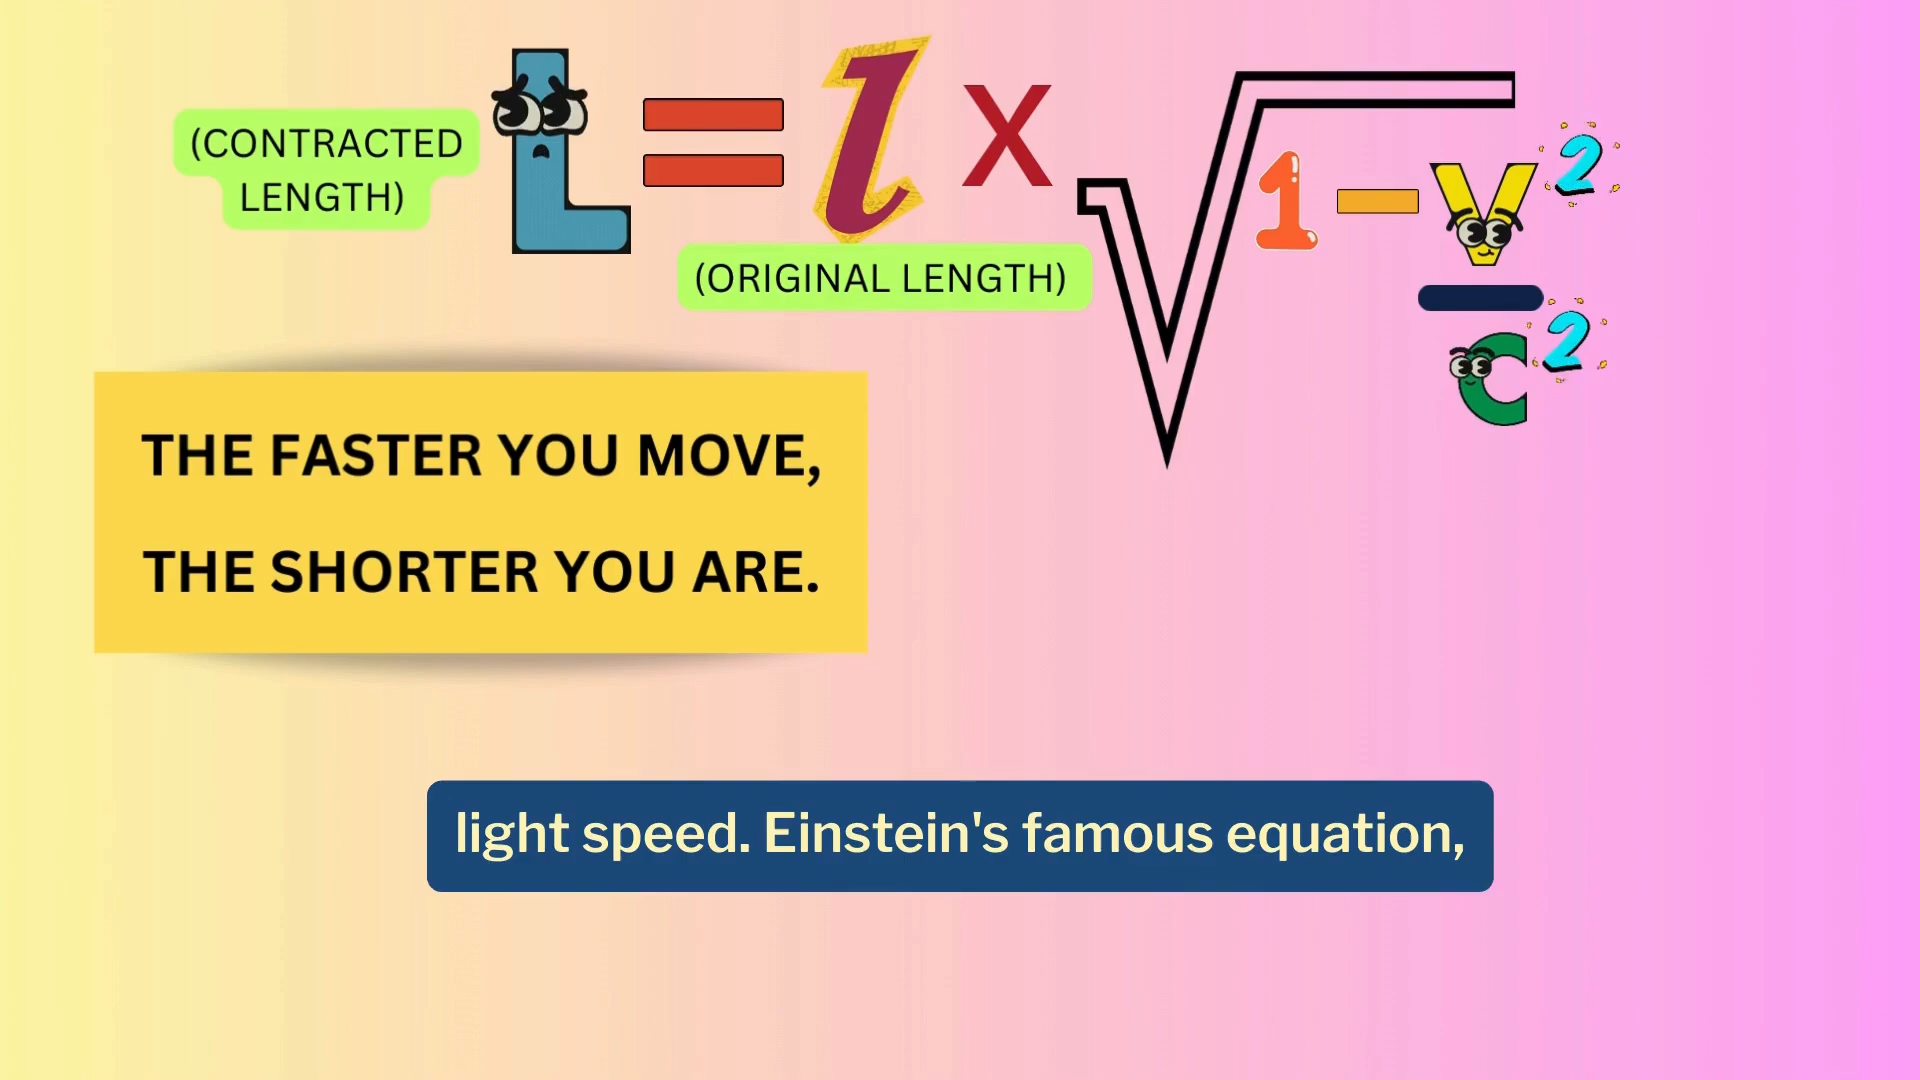 (CONTRACTED
LENGTH)
L = l X √1 - v²
c²
(ORIGINAL LENGTH)
THE FASTER YOU MOVE,
THE SHORTER YOU ARE.
light speed. Einstein's famous equation,